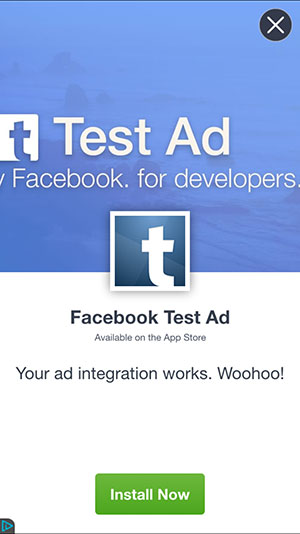 t Test Ad
y Facebook. for developers.
t
Facebook Test Ad
Available on the App Store
Your ad integration works. Woohoo!
Install Now